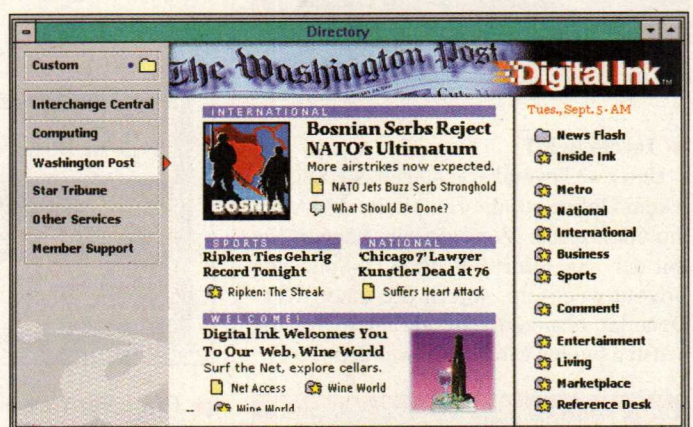 Directory
Custom
Interchange Central
Computing
Washington Post
Star Tribune
Other Services
Member Support
The Washington Post
Digital Ink™
INTERNATIONAL
BOSNIA
Bosnian Serbs Reject
NATO's Ultimatum
More airstrikes now expected.
NATO Jets Buzz Serb Stronghold
What Should Be Done?
SPORTS
Ripken Ties Gehrig
Record Tonight
Ripken: The Streak
NATIONAL
'Chicago 7' Lawyer
Kunstler Dead at 76
Suffers Heart Attack
WELCOME!
Digital Ink Welcomes You
To Our Web, Wine World
Surf the Net, explore cellars.
Net Access
Wine World
Wine World
Tues., Sept. 5 - AM
News Flash
Inside Ink
Metro
National
International
Business
Sports
Comment!
Entertainment
Living
Marketplace
Reference Desk